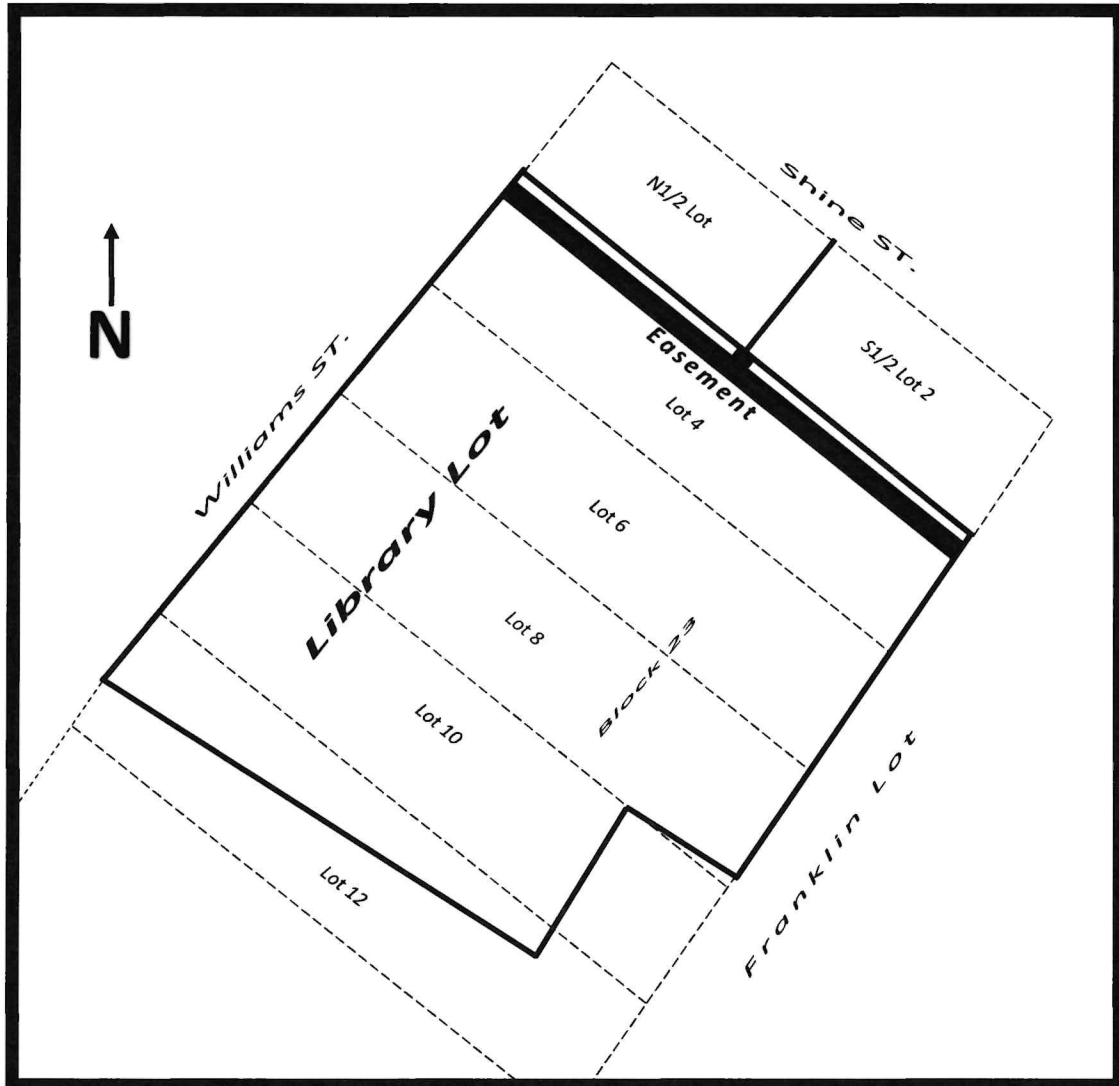 Shine ST.
N1/2 Lot
S1/2 Lot 2
N
Easement
Lot 4
Williams ST.
Library Lot
Lot 6
Lot 8
Block 23
Lot 10
Franklin Lot
Lot 12